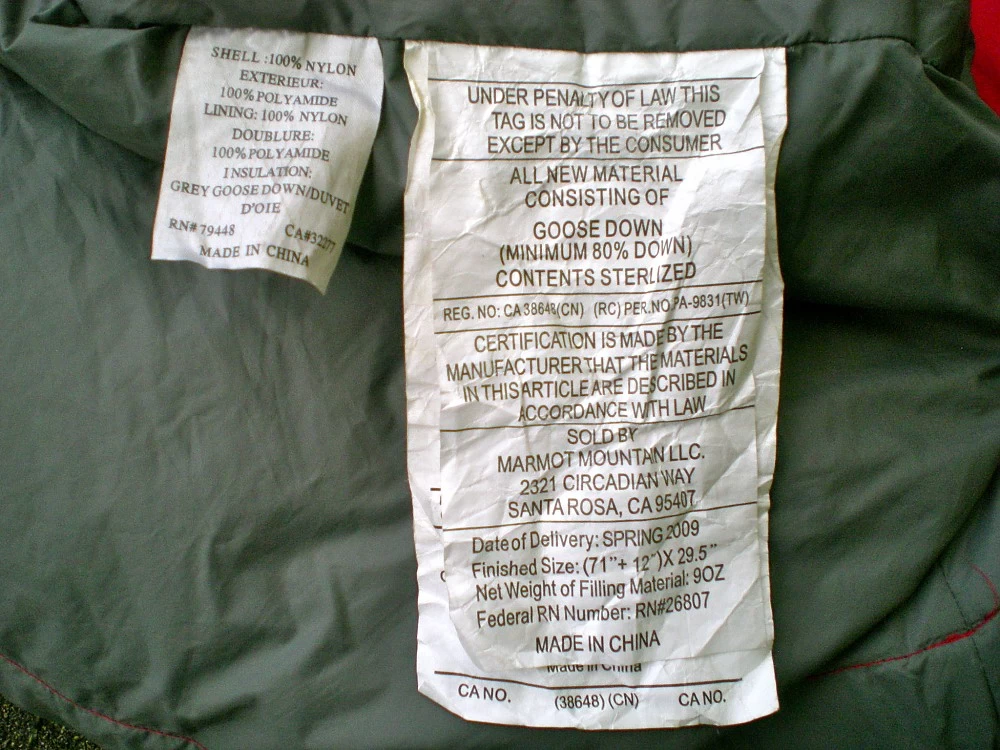 SHELL :100% NYLON
EXTERIEUR:
100% POLYAMIDE
LINING: 100% NYLON
DOUBLURE:
100% POLYAMIDE
INSULATION:
GREY GOOSE DOWN/DUVET
D'OIE
RN# 79448 CA#32277
MADE IN CHINA
UNDER PENALTY OF LAW THIS
TAG IS NOT TO BE REMOVED
EXCEPT BY THE CONSUMER
ALL NEW MATERIAL
CONSISTING OF
GOOSE DOWN
(MINIMUM 80% DOWN)
CONTENTS STERLIZED
REG. NO: CA 38648(CN) (RC) PER.NO.PA-9831(TW)
CERTIFICATION IS MADE BY THE
MANUFACTURER THAT THE MATERIALS
IN THIS ARTICLE ARE DESCRIBED IN
ACCORDANCE WITH LAW
SOLD BY
MARMOT MOUNTAIN LLC.
2321 CIRCADIAN WAY
SANTA ROSA, CA 95407
Date of Delivery: SPRING 2009
Finished Size: (71"+ 12")X 29.5"
Net Weight of Filling Material: 9OZ
Federal RN Number: RN#26807
MADE IN CHINA
Made in China
CA NO. (38648) (CN) CA NO.